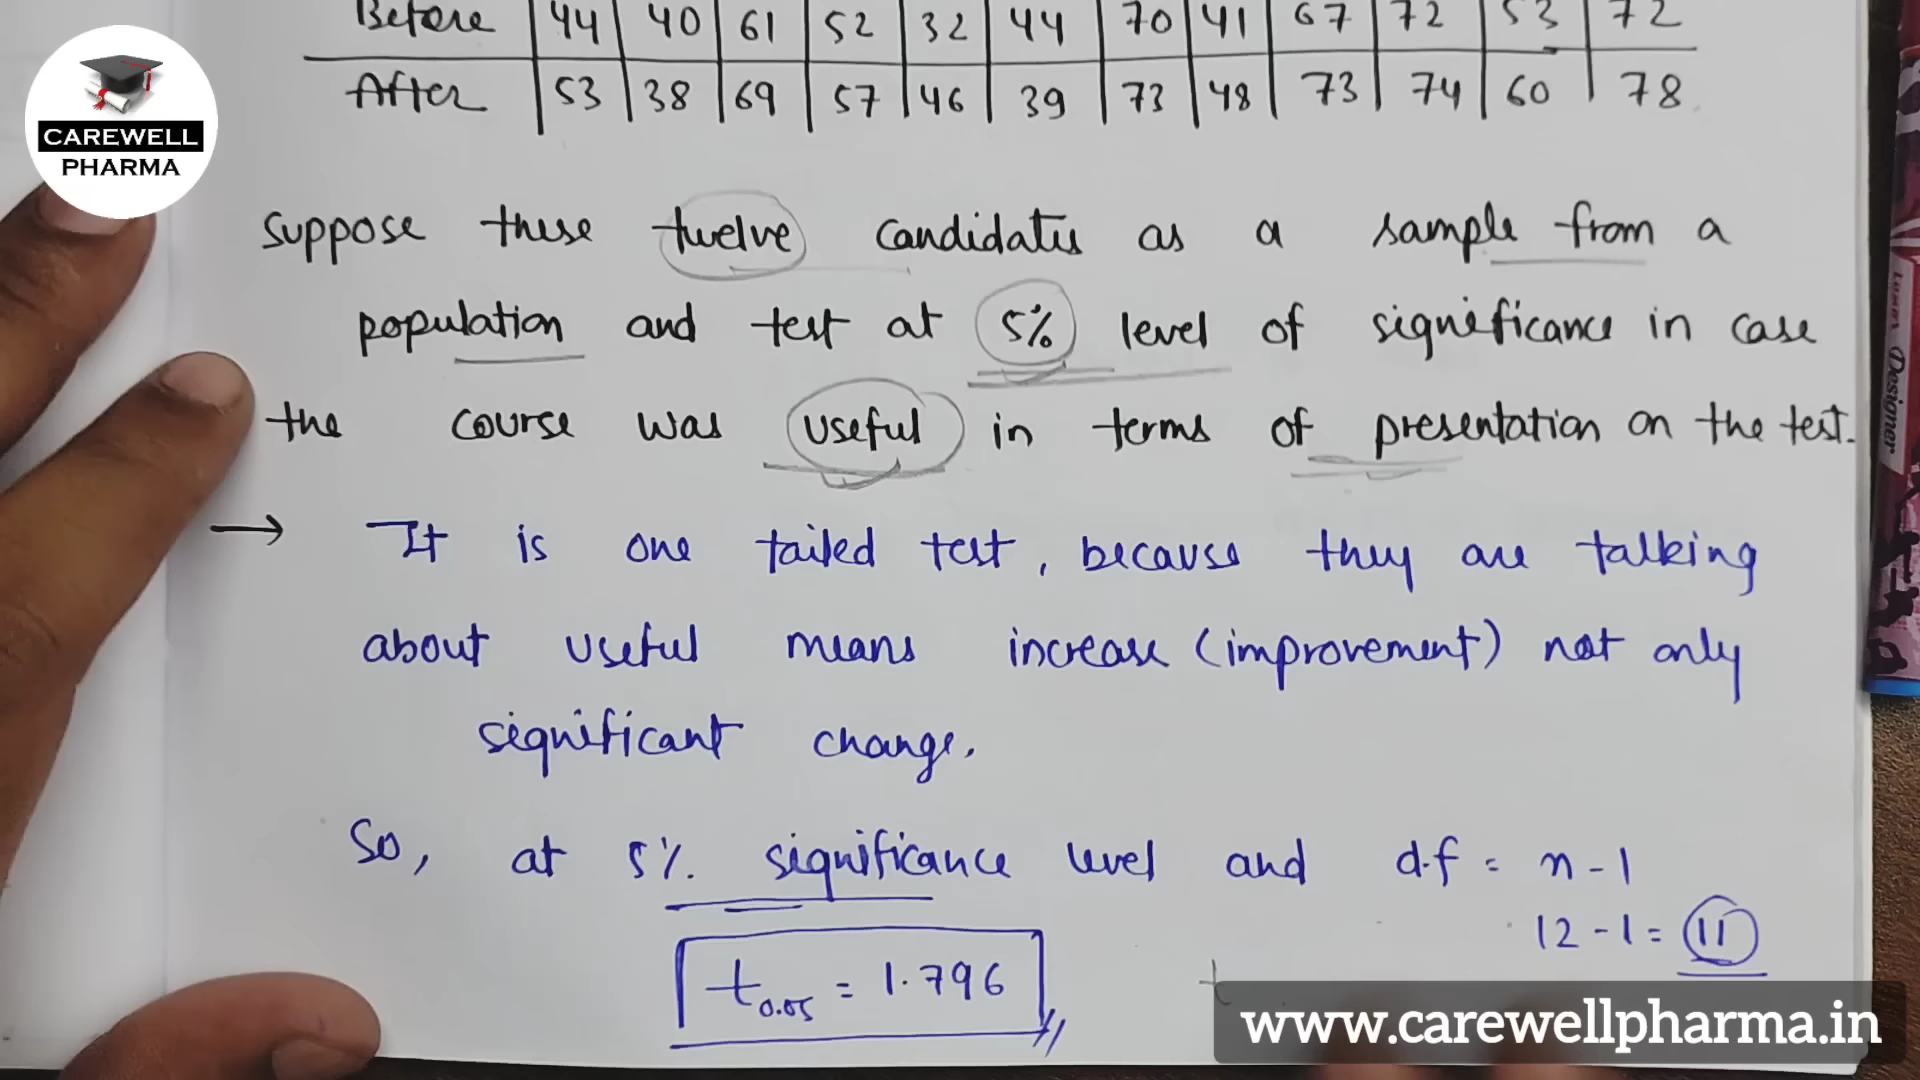 Before 44 40 61 52 32 44 70 41 67 72 53 72
After 53 38 69 57 46 39 73 48 73 74 60 78
CAREWELL
PHARMA
suppose these twelve candidates as a sample from a
population and test at 5% level of significance in case
the course was useful in terms of presentation on the test.
→ It is one tailed test, because they are talking
about useful means increase (improvement) not only
significant change.
So, at 5%. significance level and d.f = n-1
12-1 = 11
t0.05 = 1.796
t
www.carewellpharma.in
Designer